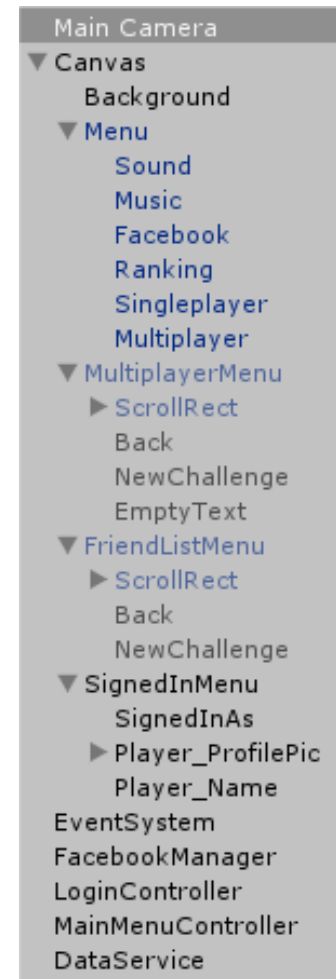 Main Camera
Canvas
Background
Menu
Sound
Music
Facebook
Ranking
Singleplayer
Multiplayer
MultiplayerMenu
ScrollRect
Back
NewChallenge
EmptyText
FriendListMenu
ScrollRect
Back
NewChallenge
SignedInMenu
SignedInAs
Player_ProfilePic
Player_Name
EventSystem
FacebookManager
LoginController
MainMenuController
DataService